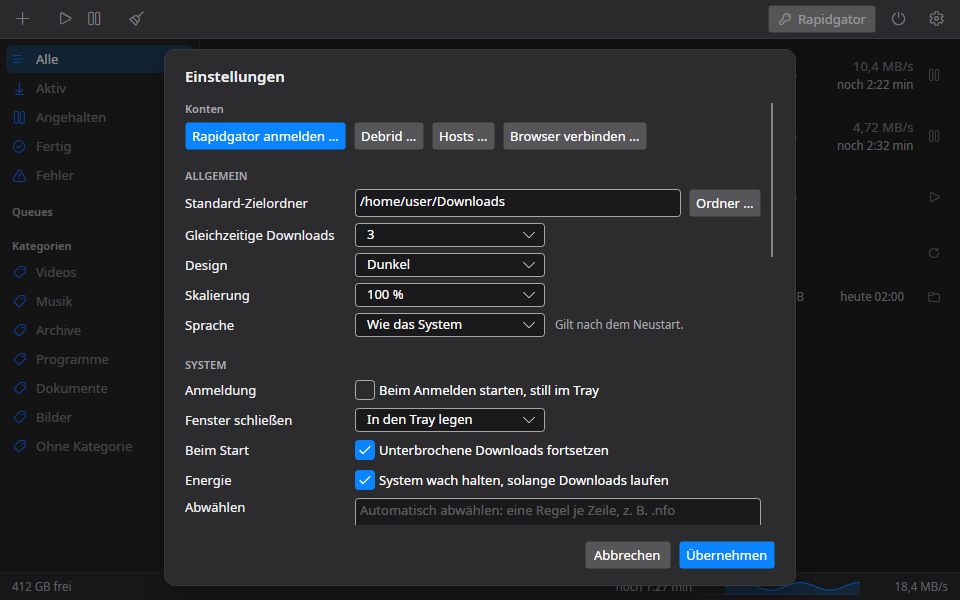 Rapidgator
Alle
Aktiv
Angehalten
Fertig
Fehler
Queues
Kategorien
Videos
Musik
Archive
Programme
Dokumente
Bilder
Ohne Kategorie
412 GB frei
Einstellungen
Konten
Rapidgator anmelden ...
Debrid ...
Hosts ...
Browser verbinden ...
ALLGEMEIN
Standard-Zielordner
/home/user/Downloads
Ordner ...
Gleichzeitige Downloads
3
Design
Dunkel
Skalierung
100 %
Sprache
Wie das System
Gilt nach dem Neustart.
SYSTEM
Anmeldung
Beim Anmelden starten, still im Tray
Fenster schließen
In den Tray legen
Beim Start
Unterbrochene Downloads fortsetzen
Energie
System wach halten, solange Downloads laufen
Abwählen
Automatisch abwählen: eine Regel je Zeile, z. B. .nfo
Abbrechen
Übernehmen
10,4 MB/s
noch 2:22 min
4,72 MB/s
noch 2:32 min
B
heute 02:00
noch 1:27 min
18,4 MB/s